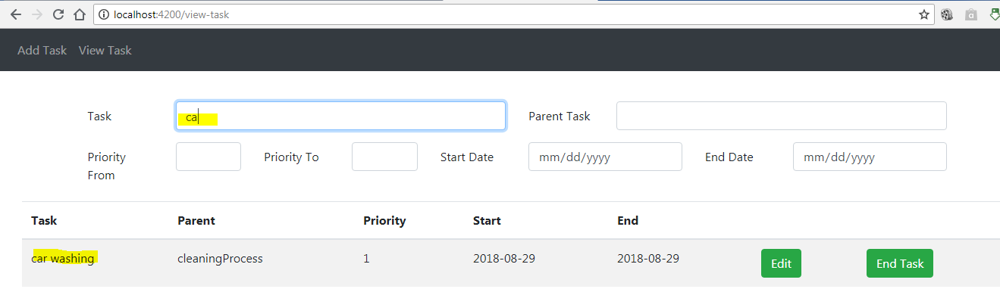 localhost:4200/view-task
Add Task View Task
Task ca Parent Task
Priority From Priority To Start Date mm/dd/yyyy End Date mm/dd/yyyy
Task Parent Priority Start End
car washing cleaningProcess 1 2018-08-29 2018-08-29 Edit End Task